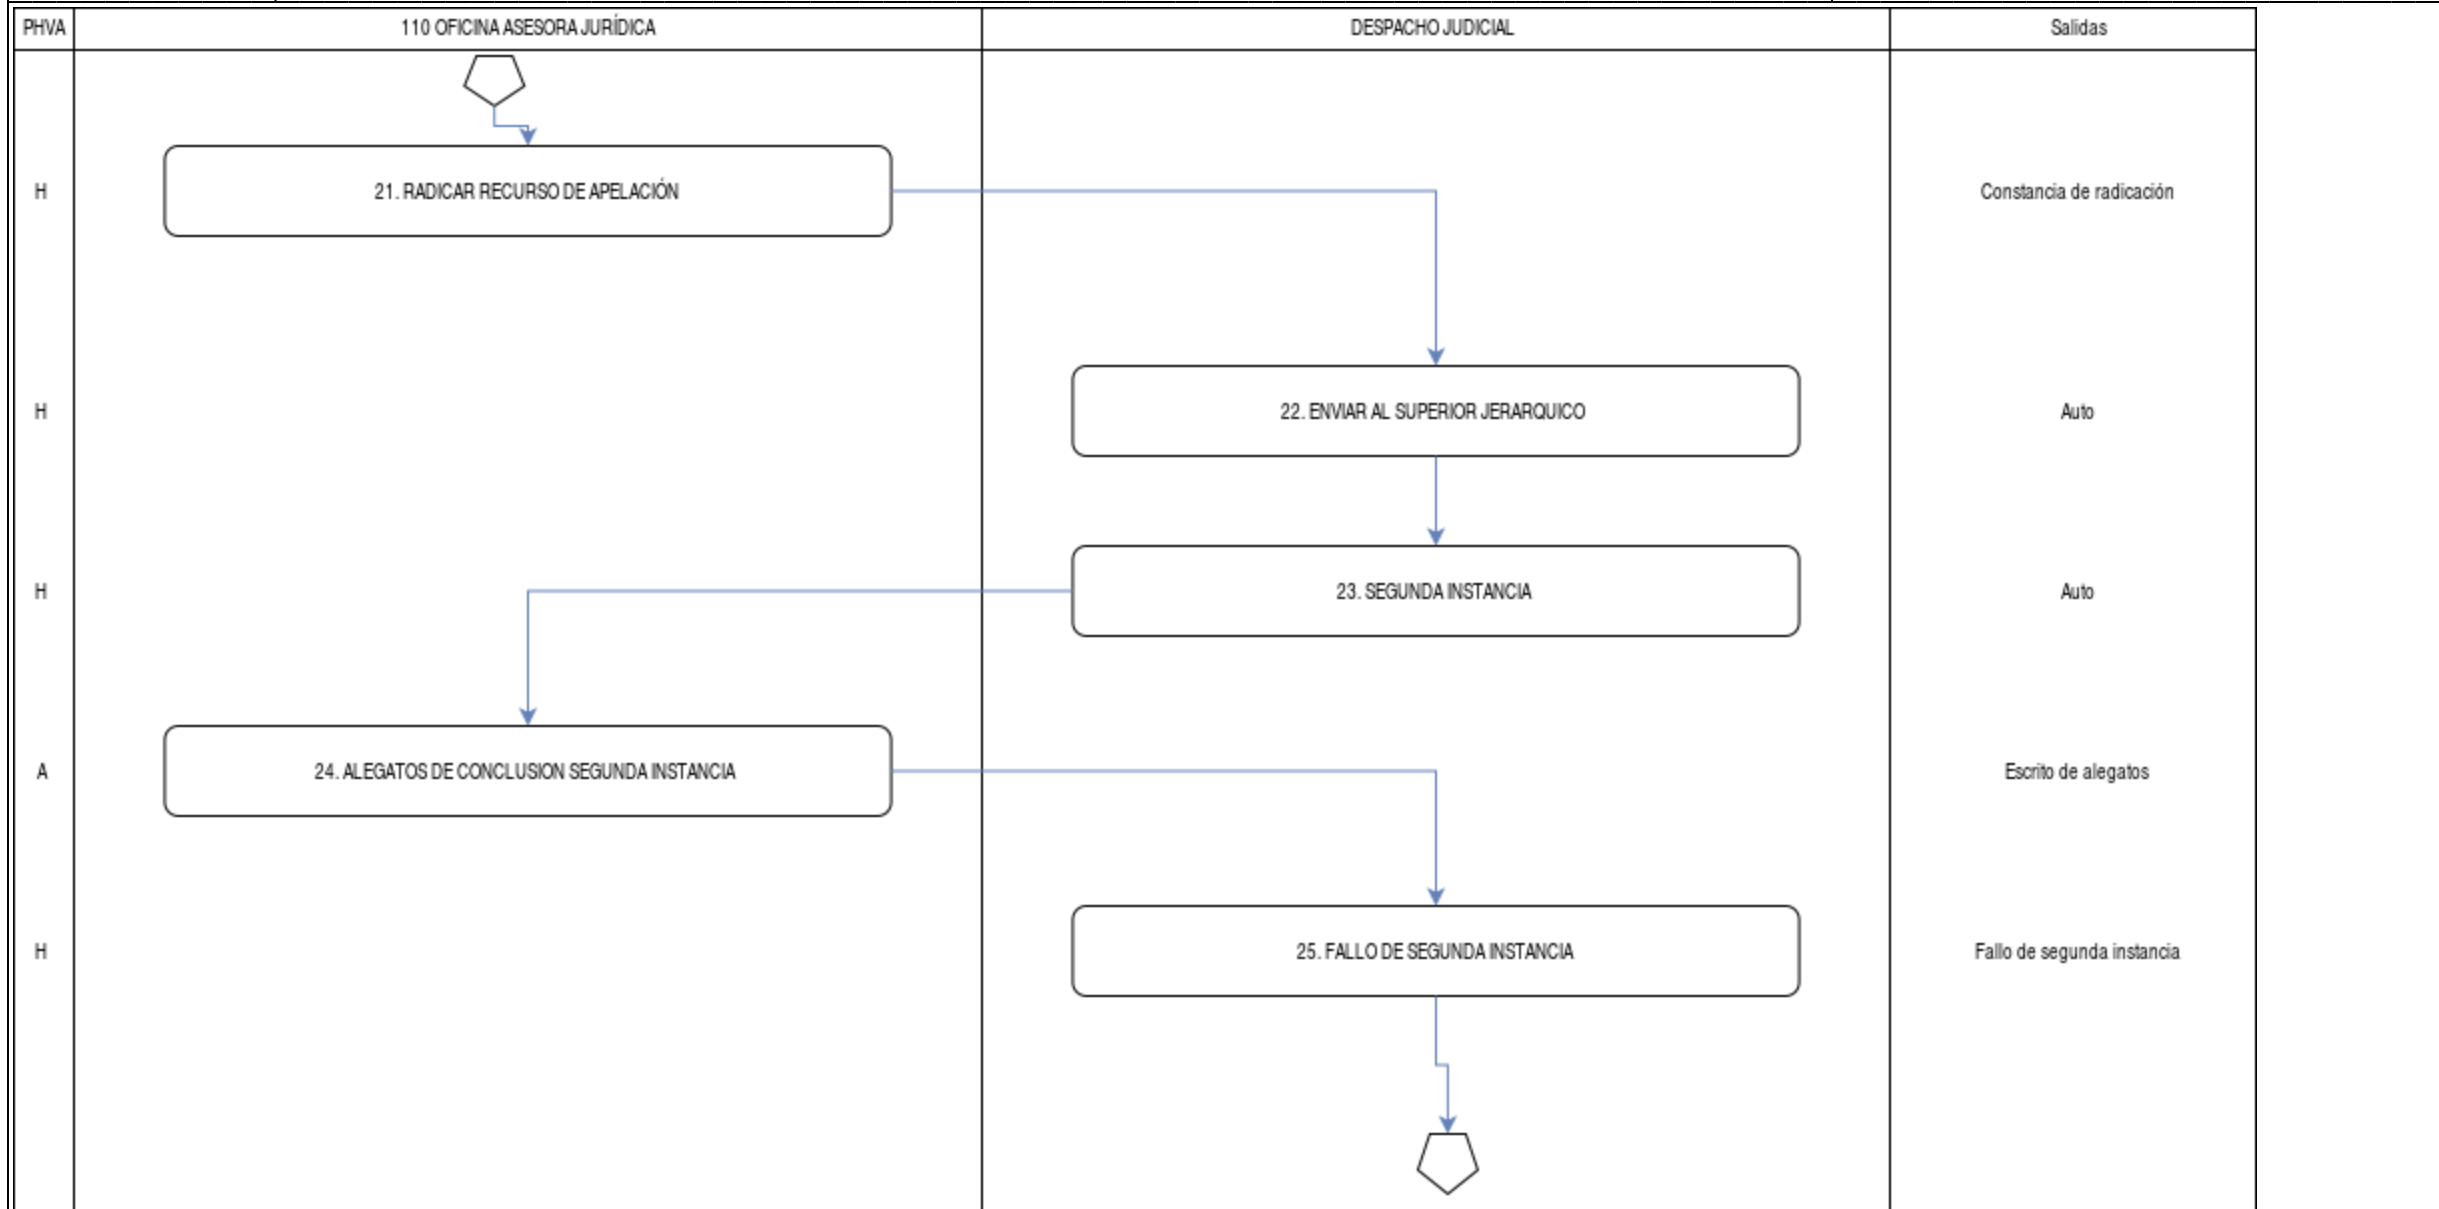 PHVA 110 OFICINA ASESORA JURÍDICA DESPACHO JUDICIAL Salidas
H 21. RADICAR RECURSO DE APELACIÓN Constancia de radicación
H 22. ENVIAR AL SUPERIOR JERARQUICO Auto
H 23. SEGUNDA INSTANCIA Auto
A 24. ALEGATOS DE CONCLUSION SEGUNDA INSTANCIA Escrito de alegatos
H 25. FALLO DE SEGUNDA INSTANCIA Fallo de segunda instancia